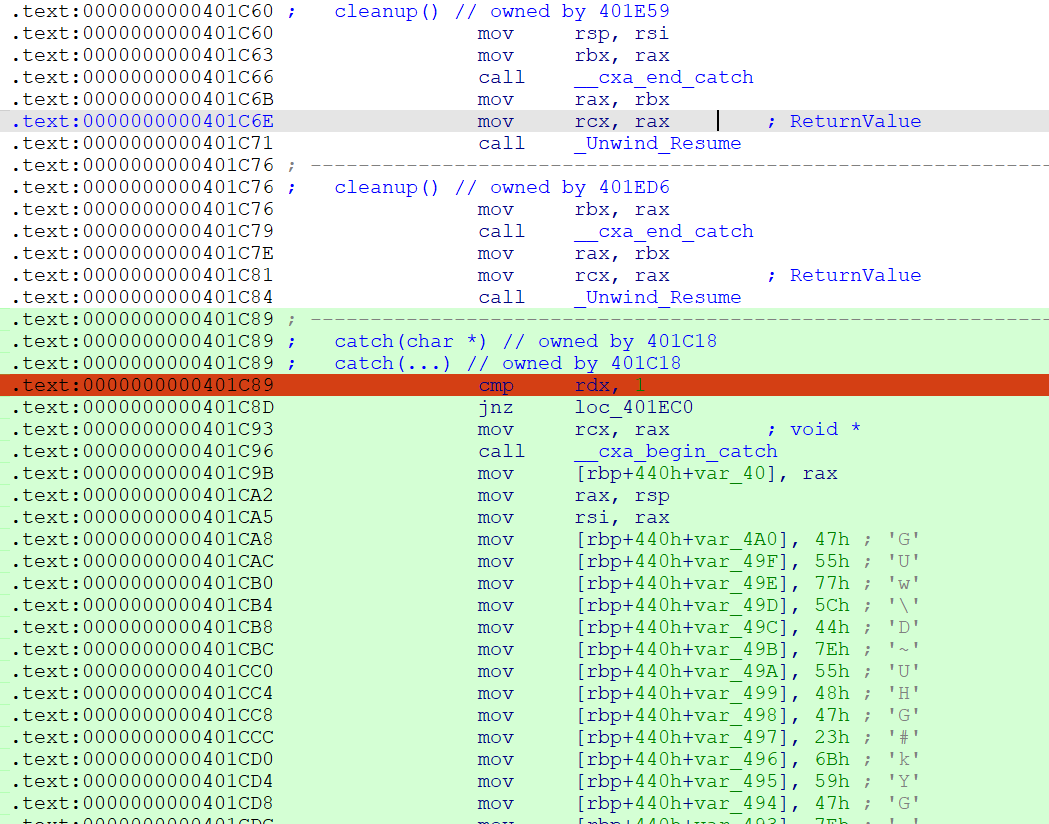 .text:0000000000401C60 ;   cleanup() // owned by 401E59
.text:0000000000401C60                 mov     rsp, rsi
.text:0000000000401C63                 mov     rbx, rax
.text:0000000000401C66                 call    __cxa_end_catch
.text:0000000000401C6B                 mov     rax, rbx
.text:0000000000401C6E                 mov     rcx, rax        ; ReturnValue
.text:0000000000401C71                 call    _Unwind_Resume
.text:0000000000401C76 ; ---------------------------------------------------------------
.text:0000000000401C76 ;   cleanup() // owned by 401ED6
.text:0000000000401C76                 mov     rbx, rax
.text:0000000000401C79                 call    __cxa_end_catch
.text:0000000000401C7E                 mov     rax, rbx
.text:0000000000401C81                 mov     rcx, rax        ; ReturnValue
.text:0000000000401C84                 call    _Unwind_Resume
.text:0000000000401C89 ; ---------------------------------------------------------------
.text:0000000000401C89 ;   catch(char *) // owned by 401C18
.text:0000000000401C89 ;   catch(...) // owned by 401C18
.text:0000000000401C89                 cmp     rdx, 1
.text:0000000000401C8D                 jnz     loc_401EC0
.text:0000000000401C93                 mov     rcx, rax        ; void *
.text:0000000000401C96                 call    __cxa_begin_catch
.text:0000000000401C9B                 mov     [rbp+440h+var_40], rax
.text:0000000000401CA2                 mov     rax, rsp
.text:0000000000401CA5                 mov     rsi, rax
.text:0000000000401CA8                 mov     [rbp+440h+var_4A0], 47h ; 'G'
.text:0000000000401CAC                 mov     [rbp+440h+var_49F], 55h ; 'U'
.text:0000000000401CB0                 mov     [rbp+440h+var_49E], 77h ; 'w'
.text:0000000000401CB4                 mov     [rbp+440h+var_49D], 5Ch ; '\'
.text:0000000000401CB8                 mov     [rbp+440h+var_49C], 44h ; 'D'
.text:0000000000401CBC                 mov     [rbp+440h+var_49B], 7Eh ; '~'
.text:0000000000401CC0                 mov     [rbp+440h+var_49A], 55h ; 'U'
.text:0000000000401CC4                 mov     [rbp+440h+var_499], 48h ; 'H'
.text:0000000000401CC8                 mov     [rbp+440h+var_498], 47h ; 'G'
.text:0000000000401CCC                 mov     [rbp+440h+var_497], 23h ; '#'
.text:0000000000401CD0                 mov     [rbp+440h+var_496], 6Bh ; 'k'
.text:0000000000401CD4                 mov     [rbp+440h+var_495], 59h ; 'Y'
.text:0000000000401CD8                 mov     [rbp+440h+var_494], 47h ; 'G'